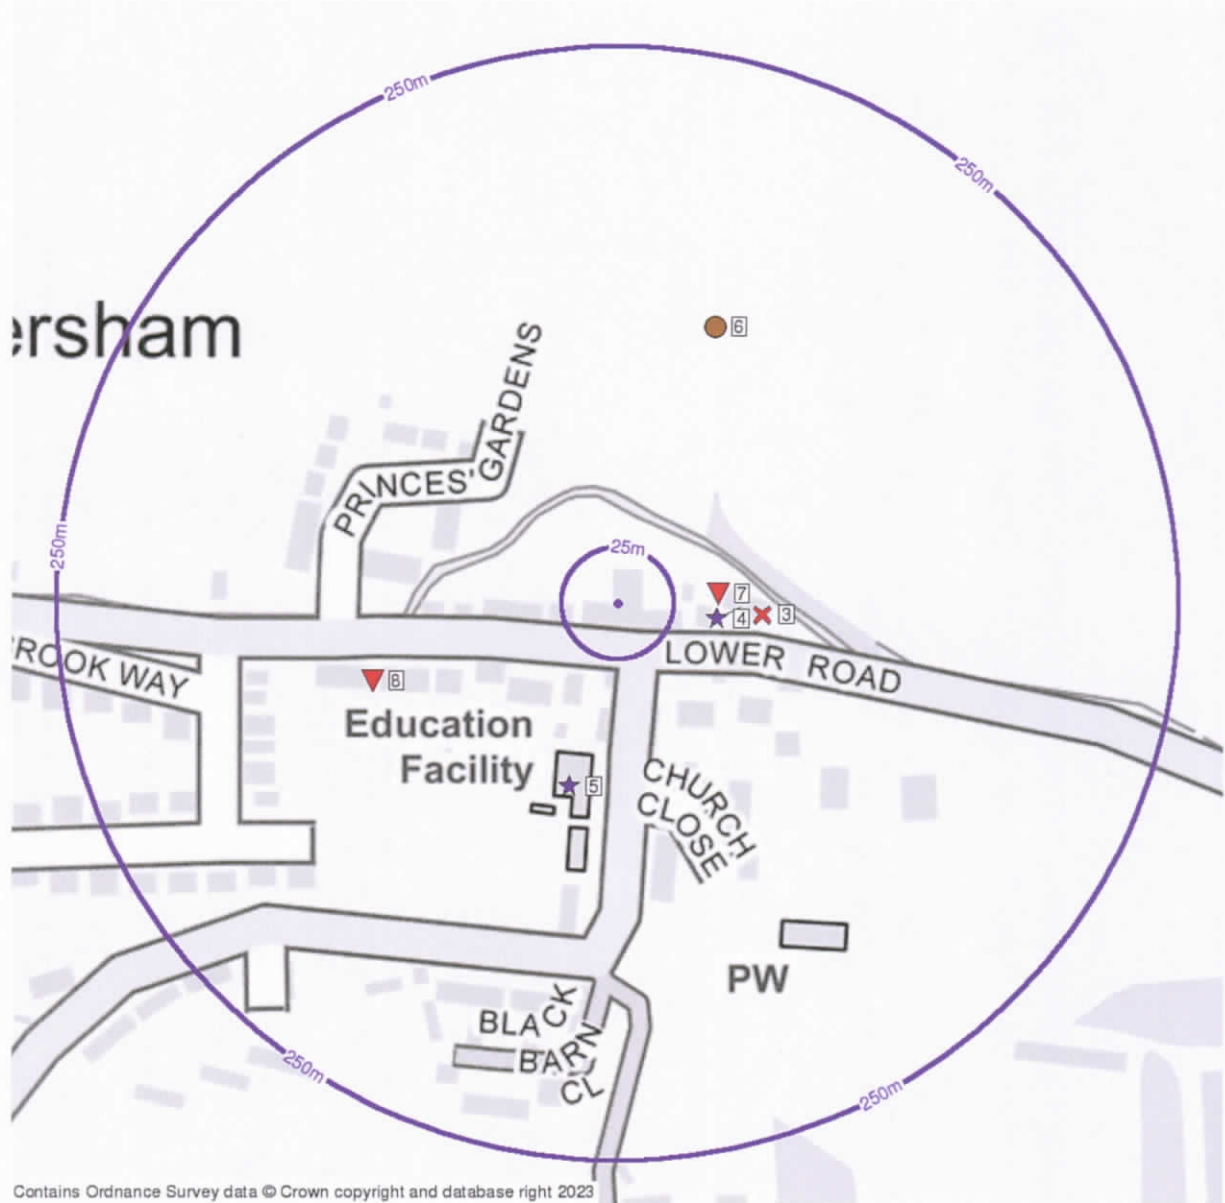 250m
250m
ersham
6
PRINCES' GARDENS
250m
25m
7
4
3
LOWER ROAD
ROOK WAY
8
Education
Facility
5
CHURCH
CLOSE
PW
BLACK
BARN
CL
250m
250m
Contains Ordnance Survey data © Crown copyright and database right 2023